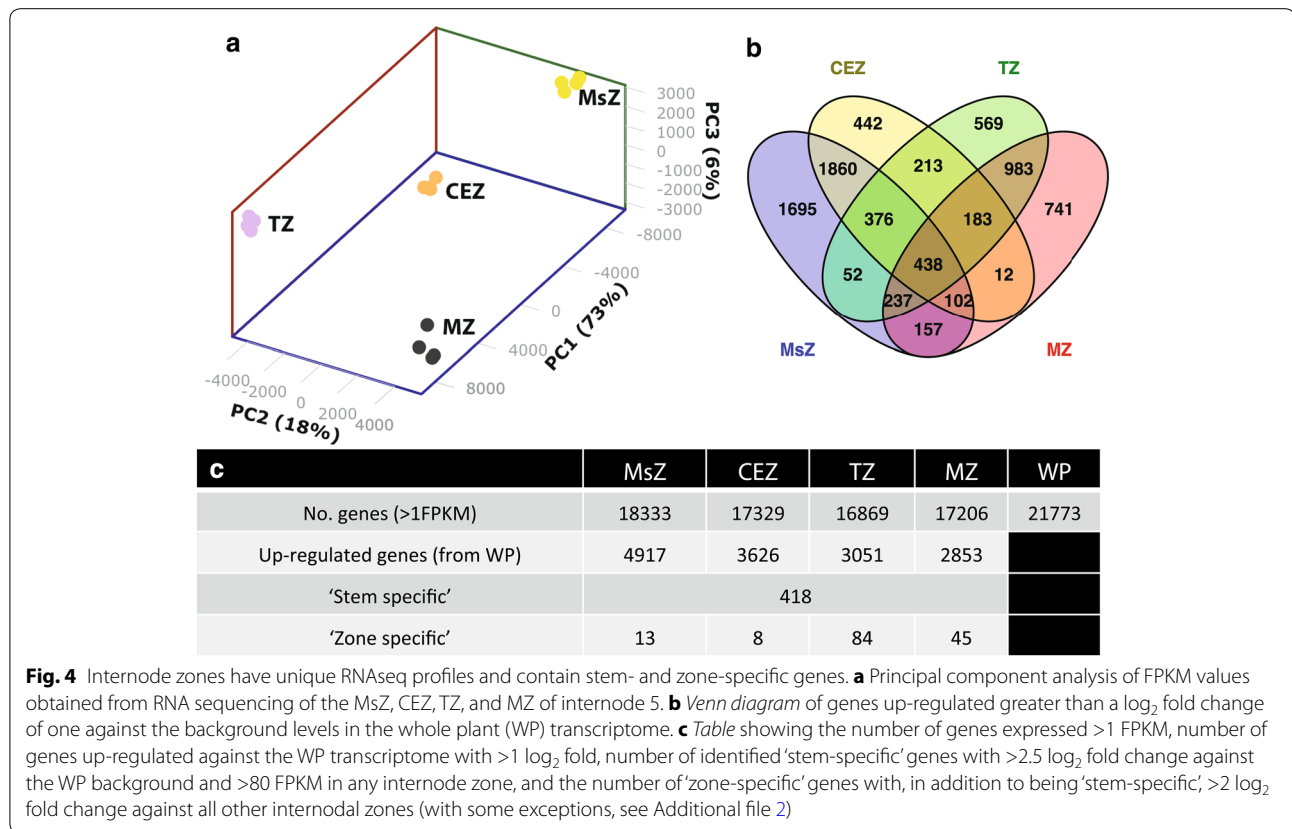 a
MsZ
CEZ
TZ
MZ
3000
2000
1000
0
-1000
-2000
-3000
PC3 (6%)
-8000
-4000
0
4000
8000
PC1 (73%)
-4000
-2000
0
2000
4000
PC2 (18%)
b
CEZ
TZ
442
569
1860
213
983
1695
376
183
741
52
438
12
237
102
157
MsZ
MZ
c MsZ CEZ TZ MZ WP
No. genes (>1FPKM) 18333 17329 16869 17206 21773
Up-regulated genes (from WP) 4917 3626 3051 2853
‘Stem specific’ 418
‘Zone specific’ 13 8 84 45
Fig. 4 Internode zones have unique RNAseq profiles and contain stem- and zone-specific genes. a Principal component analysis of FPKM values
obtained from RNA sequencing of the MsZ, CEZ, TZ, and MZ of internode 5. b Venn diagram of genes up-regulated greater than a log2 fold change
of one against the background levels in the whole plant (WP) transcriptome. c Table showing the number of genes expressed >1 FPKM, number of
genes up-regulated against the WP transcriptome with >1 log2 fold, number of identified ‘stem-specific’ genes with >2.5 log2 fold change against
the WP background and >80 FPKM in any internode zone, and the number of ‘zone-specific’ genes with, in addition to being ‘stem-specific’, >2 log2
fold change against all other internodal zones (with some exceptions, see Additional file 2)